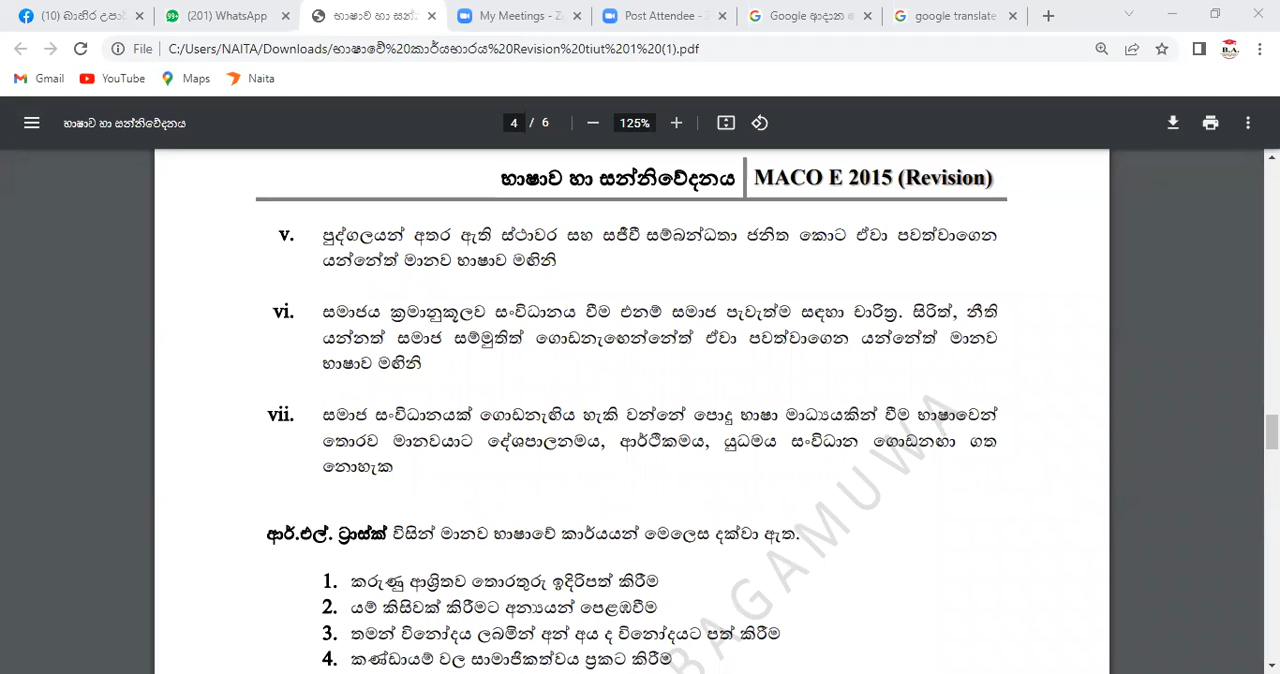 (10) බාහිර උපාර
(201) WhatsApp
භාෂාව හා සන්
My Meetings - Z
Post Attendee - Z
Google ආදාන
google translate
File C:/Users/NAITA/Downloads/භාෂාවේ%20කාර්යභාරය%20Revision%20tiut%201%20(1).pdf
B.A.
Gmail YouTube Maps Naita
භාෂාව හා සන්නිවේදනය 4 / 6 125%
භාෂාව හා සන්නිවේදනය MACO E 2015 (Revision)
v. පුද්ගලයන් අතර ඇති ස්ථාවර සහ සජීවී සම්බන්ධතා ජනිත කොට ඒවා පවත්වාගෙන
යන්නේත් මානව භාෂාව මඟිනි
vi. සමාජය ක්‍රමානුකූලව සංවිධානය වීම එනම් සමාජ පැවැත්ම සඳහා චාරිත්‍ර. සිරිත්, නීති
යන්නත් සමාජ සම්මුතිත් ගොඩනැඟෙන්නේත් ඒවා පවත්වාගෙන යන්නේත් මානව
භාෂාව මඟිනි
vii. සමාජ සංවිධානයක් ගොඩනැඟිය හැකි වන්නේ පොදු භාෂා මාධ්‍යයකින් වීම භාෂාවෙන්
තොරව මානවයාට දේශපාලනමය, ආර්ථිකමය, යුධමය සංවිධාන ගොඩනඟා ගත
නොහැක
ආර්.එල්. ට්‍රාස්ක් විසින් මානව භාෂාවේ කාර්යයන් මෙලෙස දක්වා ඇත.
1. කරුණු ආශ්‍රිතව තොරතුරු ඉදිරිපත් කිරීම
2. යම් කිසිවක් කිරීමට අන්‍යයන් පෙළඹවීම
3. තමන් විනෝදය ලබමින් අන් අය ද විනෝදයට පත් කිරීම
4. කණ්ඩායම් වල සාමාජිකත්වය ප්‍රකට කිරීම
BAGAMUWA